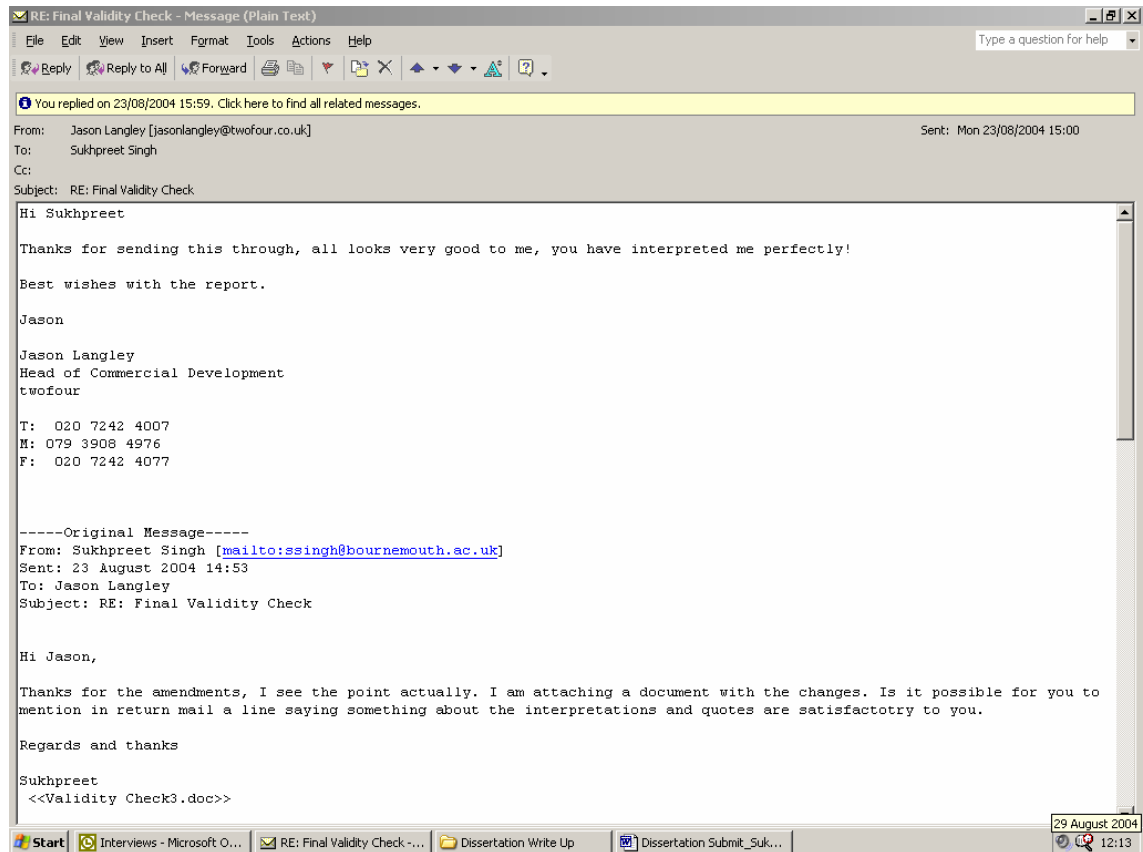 RE: Final Validity Check - Message (Plain Text)
File Edit View Insert Format Tools Actions Help
Type a question for help
Reply Reply to All Forward
You replied on 23/08/2004 15:59. Click here to find all related messages.
From: Jason Langley [jasonlangley@twofour.co.uk]
Sent: Mon 23/08/2004 15:00
To: Sukhpreet Singh
Cc:
Subject: RE: Final Validity Check
Hi Sukhpreet
Thanks for sending this through, all looks very good to me, you have interpreted me perfectly!
Best wishes with the report.
Jason
Jason Langley
Head of Commercial Development
twofour
T: 020 7242 4007
M: 079 3908 4976
F: 020 7242 4077
-----Original Message-----
From: Sukhpreet Singh [mailto:ssingh@bournemouth.ac.uk]
Sent: 23 August 2004 14:53
To: Jason Langley
Subject: RE: Final Validity Check
Hi Jason,
Thanks for the amendments, I see the point actually. I am attaching a document with the changes. Is it possible for you to
mention in return mail a line saying something about the interpretations and quotes are satisfactotry to you.
Regards and thanks
Sukhpreet
<<Validity Check3.doc>>
29 August 2004
Start Interviews - Microsoft O... RE: Final Validity Check -... Dissertation Write Up Dissertation Submit_Suk... 12:13